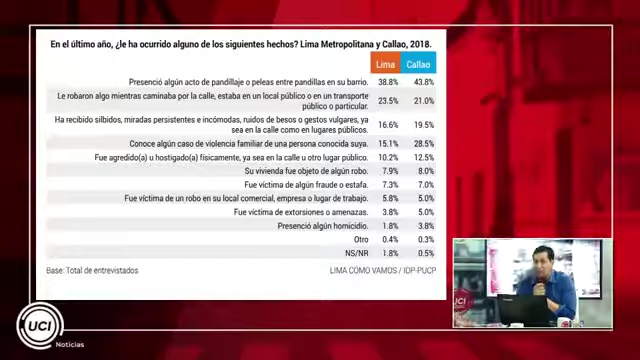 En el último año, ¿le ha ocurrido alguno de los siguientes hechos? Lima Metropolitana y Callao, 2018.
Lima Callao
Presenció algún acto de pandillaje o peleas entre pandillas en su barrio. 38.8% 43.8%
Le robaron algo mientras caminaba por la calle, estaba en un local público o en un transporte
público o particular. 23.5% 21.0%
Ha recibido silbidos, miradas persistentes e incómodas, ruidos de besos o gestos vulgares, ya
sea en la calle como en lugares públicos. 16.6% 19.5%
Conoce algún caso de violencia familiar de una persona conocida suya. 15.1% 28.5%
Fue agredido(a) u hostigado(a) físicamente, ya sea en la calle u otro lugar público. 10.2% 12.5%
Su vivienda fue objeto de algún robo. 7.9% 8.0%
Fue víctima de algún fraude o estafa. 7.3% 7.0%
Fue víctima de un robo en su local comercial, empresa o lugar de trabajo. 5.8% 5.0%
Fue víctima de extorsiones o amenazas. 3.8% 5.0%
Presenció algún homicidio. 1.8% 3.8%
Otro 0.4% 0.3%
NS/NR 1.8% 0.5%
Base: Total de entrevistados LIMA CÓMO VAMOS / IOP-PUCP
UCI
UCI
Noticias